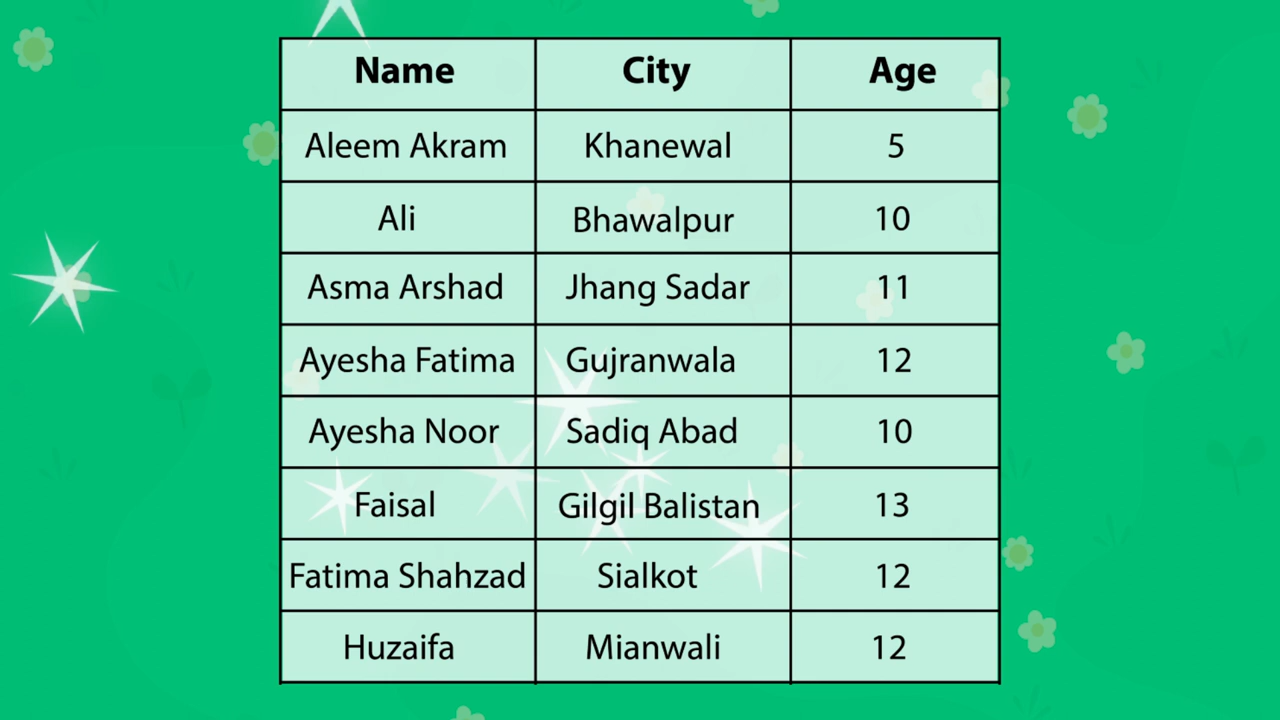 Name City Age
Aleem Akram Khanewal 5
Ali Bhawalpur 10
Asma Arshad Jhang Sadar 11
Ayesha Fatima Gujranwala 12
Ayesha Noor Sadiq Abad 10
Faisal Gilgil Balistan 13
Fatima Shahzad Sialkot 12
Huzaifa Mianwali 12